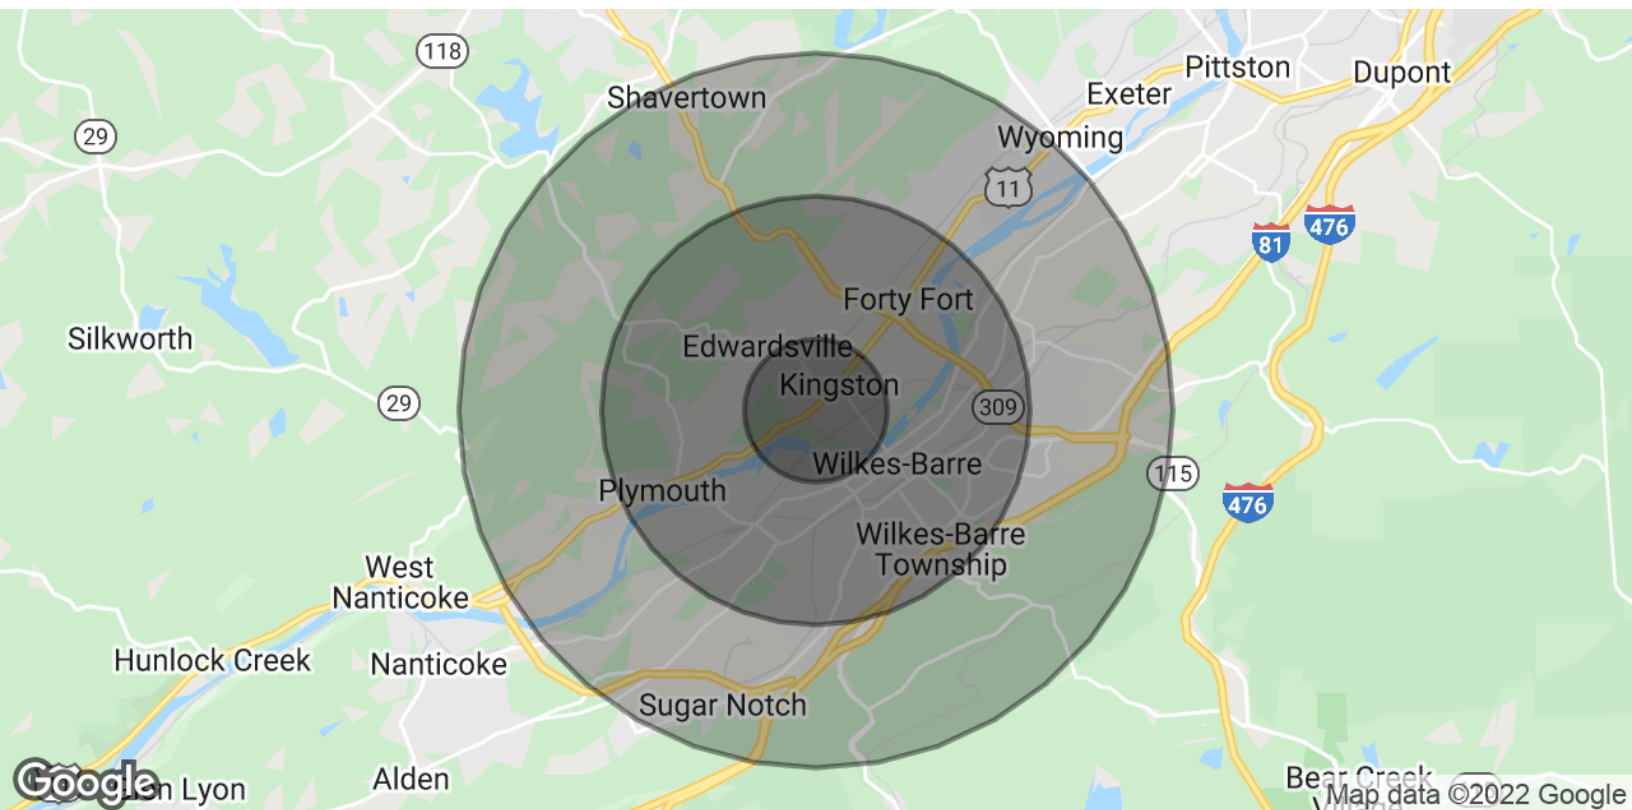 118
Shavertown
Pittston
Dupont
Exeter
29
Wyoming
11
476
81
Forty Fort
Silkworth
Edwardsville
Kingston
29
309
Wilkes-Barre
115
Plymouth
476
Wilkes-Barre
Township
West
Nanticoke
Hunlock Creek
Nanticoke
Sugar Notch
Alden
Bear Creek
Google
Lyon
Map data ©2022 Google